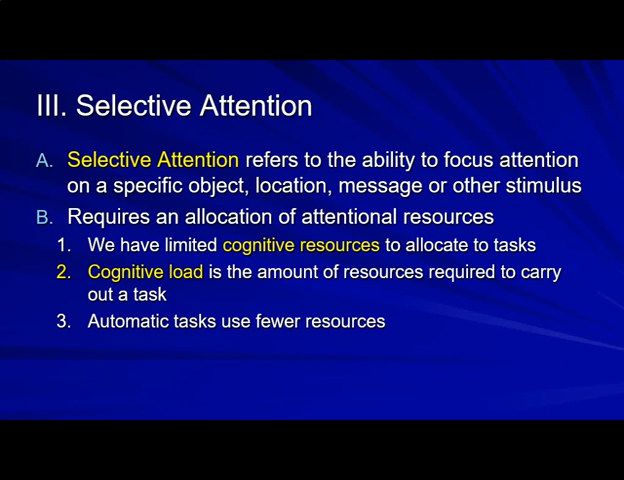 III. Selective Attention
A. Selective Attention refers to the ability to focus attention
on a specific object, location, message or other stimulus
B. Requires an allocation of attentional resources
1. We have limited cognitive resources to allocate to tasks
2. Cognitive load is the amount of resources required to carry
out a task
3. Automatic tasks use fewer resources